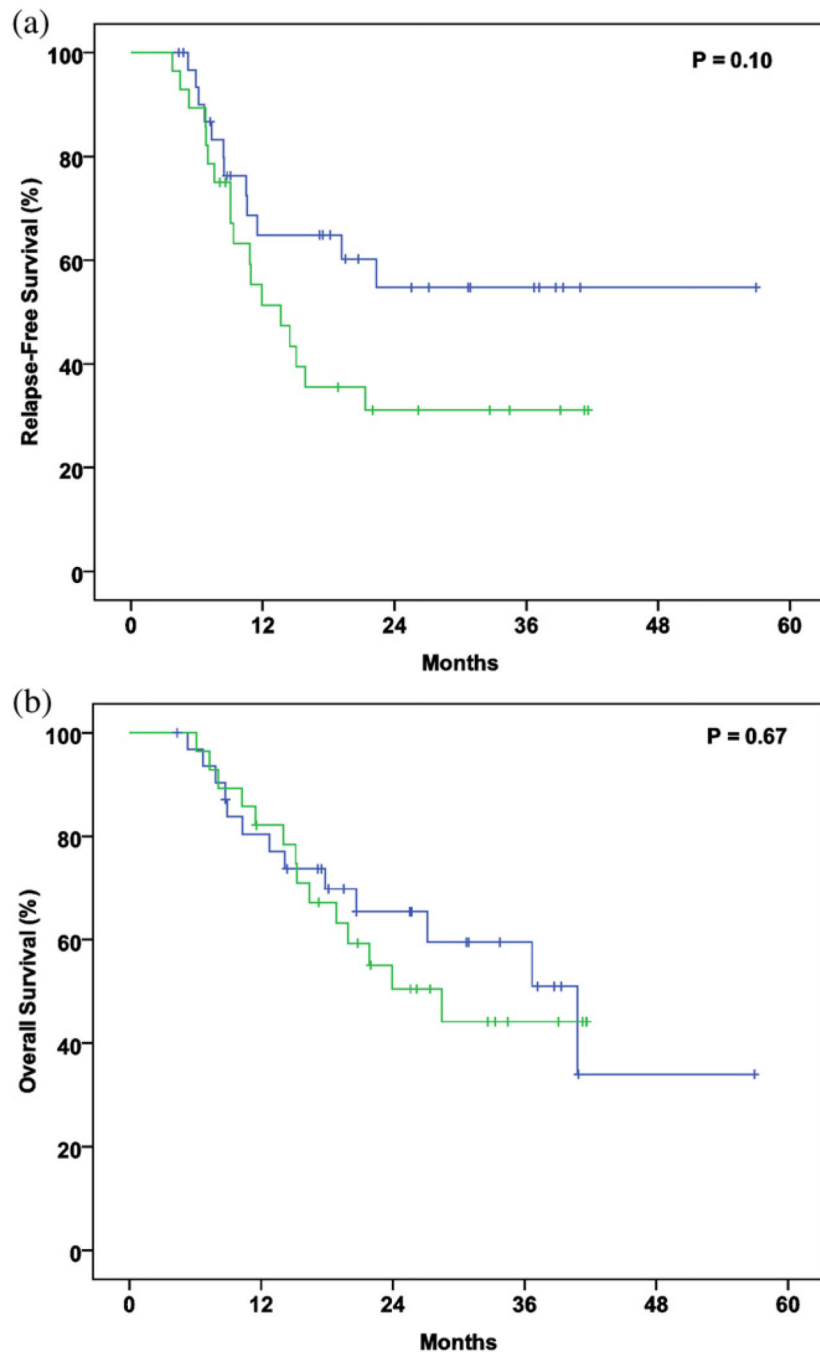 (a)
P = 0.10
Relapse-Free Survival (%)
100
80
60
40
20
0
0 12 24 36 48 60
Months
(b)
P = 0.67
Overall Survival (%)
100
80
60
40
20
0
0 12 24 36 48 60
Months